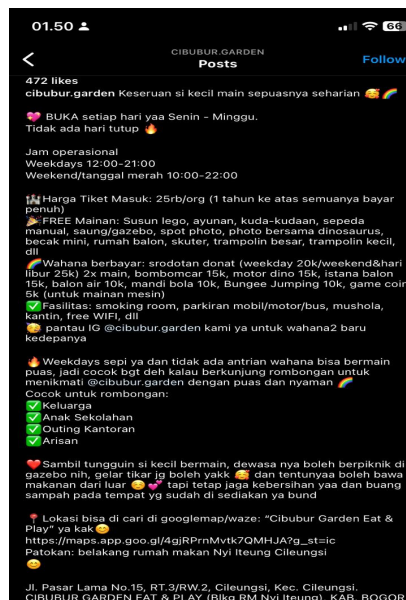 01.50
66
CIBUBUR.GARDEN
Posts
Follow
472 likes
cibubur.garden Keseruan si kecil main sepuasnya seharian 🥰🌈
💖 BUKA setiap hari yaa Senin - Minggu.
Tidak ada hari tutup 🔥
Jam operasional
Weekdays 12:00-21:00
Weekend/tanggal merah 10:00-22:00
🏰Harga Tiket Masuk: 25rb/org (1 tahun ke atas semuanya bayar
penuh)
🎉FREE Mainan: Susun lego, ayunan, kuda-kudaan, sepeda
manual, saung/gazebo, spot photo, photo bersama dinosaurus,
becak mini, rumah balon, skuter, trampolin besar, trampolin kecil,
dll
🌈Wahana berbayar: srodotan donat (weekday 20k/weekend&hari
libur 25k) 2x main, bombomcar 15k, motor dino 15k, istana balon
15k, balon air 10k, mandi bola 10k, Bungee Jumping 10k, game coin
5k (untuk mainan mesin)
✅Fasilitas: smoking room, parkiran mobil/motor/bus, mushola,
kantin, free WIFI, dll
🥳 pantau IG @cibubur.garden kami ya untuk wahana2 baru
kedepanya
🔥Weekdays sepi ya dan tidak ada antrian wahana bisa bermain
puas, jadi cocok bgt deh kalau berkunjung rombongan untuk
menikmati @cibubur.garden dengan puas dan nyaman 🌈
Cocok untuk rombongan:
✅Keluarga
✅Anak Sekolahan
✅Outing Kantoran
✅Arisan
❤️Sambil tungguin si kecil bermain, dewasa nya boleh berpiknik di
gazebo nih, gelar tikar jg boleh yakk 🥰 dan tentunyaa boleh bawa
makanan dari luar 😊💕 tapi tetap jaga kebersihan yaa dan buang
sampah pada tempat yg sudah di sediakan ya bund
📍 Lokasi bisa di cari di googlemap/waze: "Cibubur Garden Eat &
Play" ya kak😊
https://maps.app.goo.gl/4gjRPrnMvtk7QMHJA?g_st=ic
Patokan: belakang rumah makan Nyi Iteung Cileungsi
😊
Jl. Pasar Lama No.15, RT.3/RW.2, Cileungsi, Kec. Cileungsi.
CIBUBUR GARDEN EAT & PLAY (Blkg RM Nyi Iteung), KAB. BOGOR